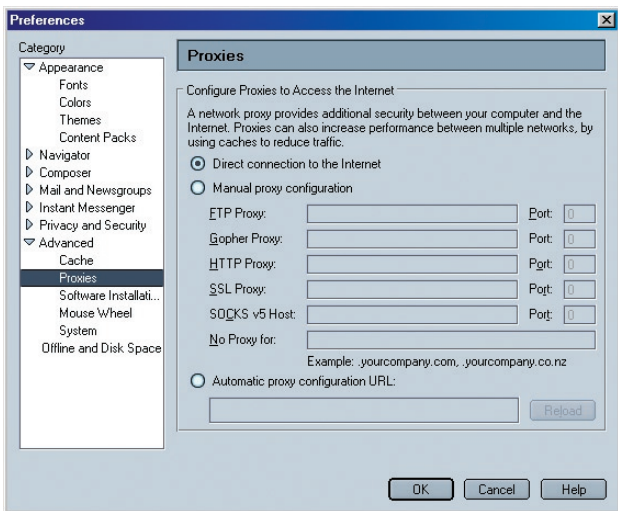 Preferences
Category
Appearance
Fonts
Colors
Themes
Content Packs
Navigator
Composer
Mail and Newsgroups
Instant Messenger
Privacy and Security
Advanced
Cache
Proxies
Software Installati...
Mouse Wheel
System
Offline and Disk Space
Proxies
Configure Proxies to Access the Internet
A network proxy provides additional security between your computer and the
Internet. Proxies can also increase performance between multiple networks, by
using caches to reduce traffic.
Direct connection to the Internet
Manual proxy configuration
FTP Proxy: Port: 0
Gopher Proxy: Port: 0
HTTP Proxy: Port: 0
SSL Proxy: Port: 0
SOCKS v5 Host: Port: 0
No Proxy for:
Example: .yourcompany.com, .yourcompany.co.nz
Automatic proxy configuration URL:
Reload
OK Cancel Help